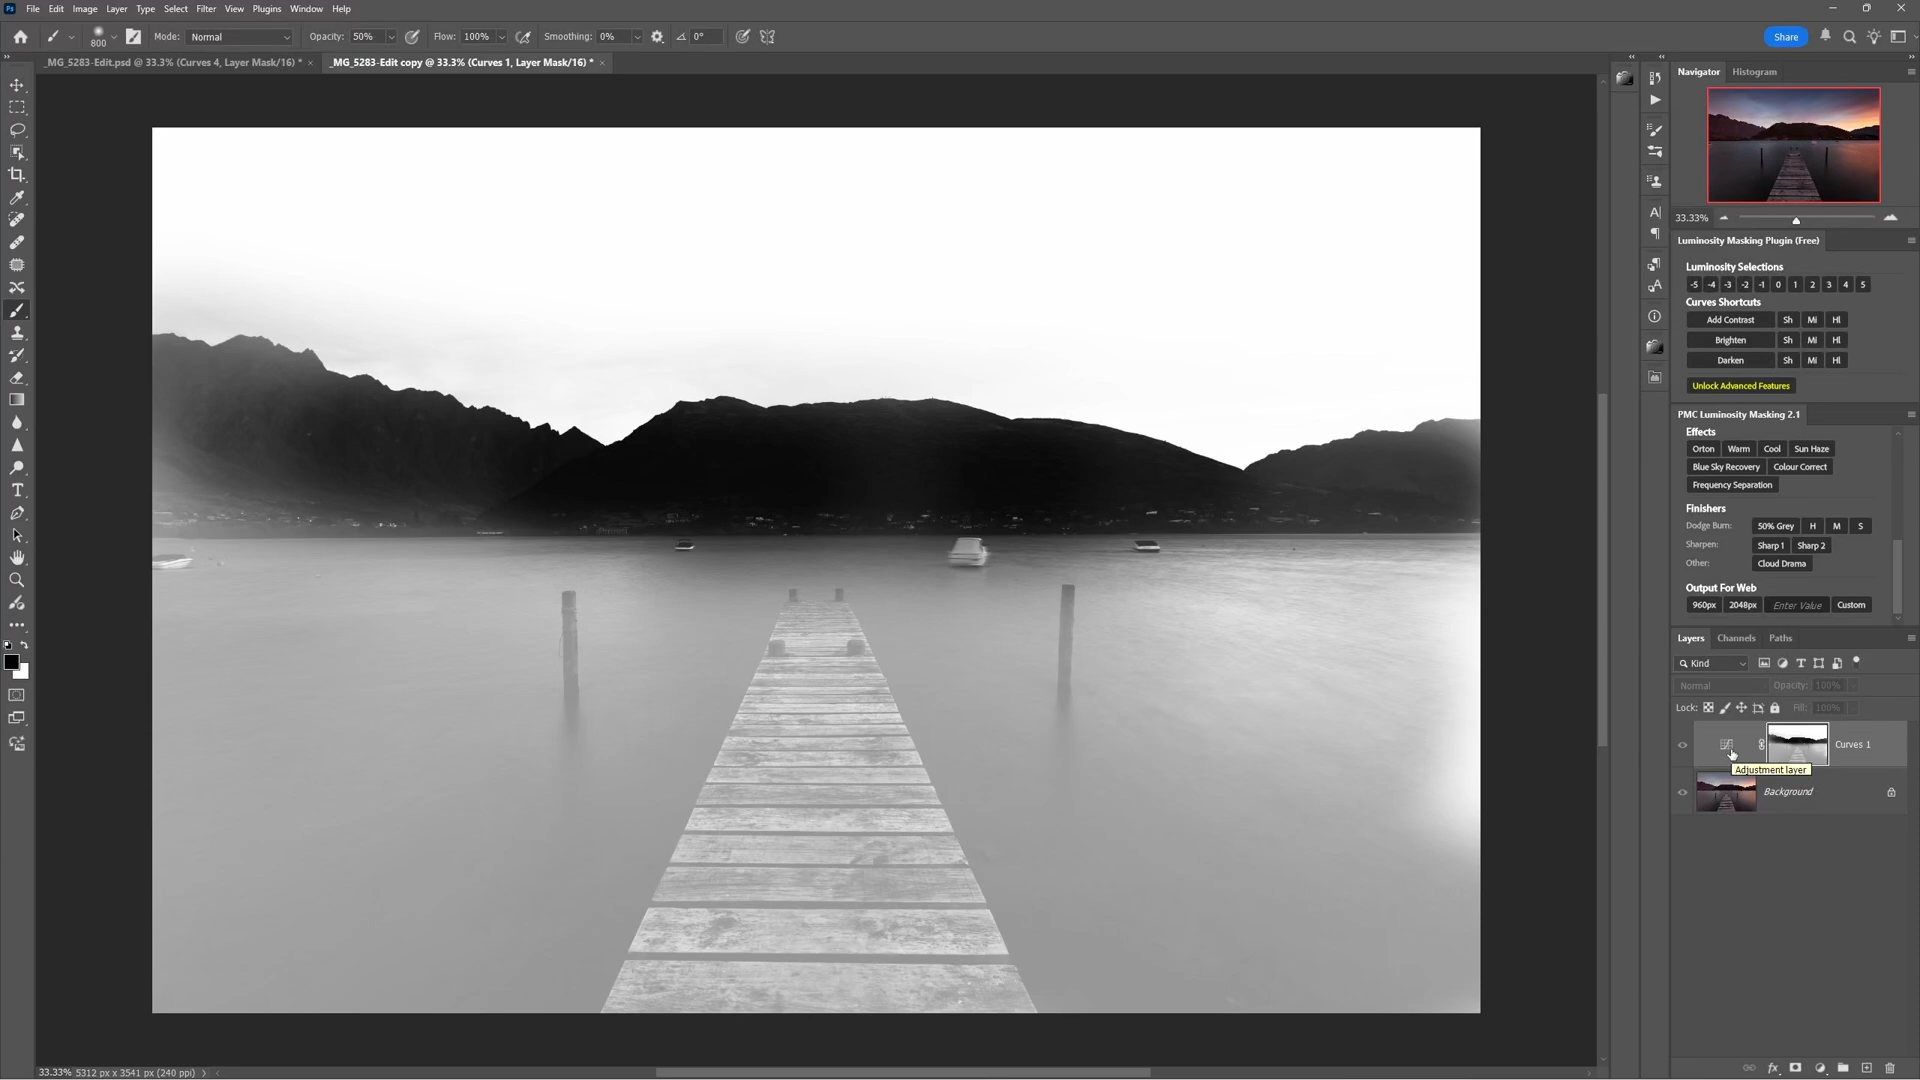 Ps File Edit Image Layer Type Select Filter View Plugins Window Help
800 Mode: Normal Opacity: 50% Flow: 100% Smoothing: 0% 0° Share
_MG_5283-Edit.psd @ 33.3% (Curves 4, Layer Mask/16) * × _MG_5283-Edit copy @ 33.3% (Curves 1, Layer Mask/16) * ×
Navigator Histogram
33.33%
Luminosity Masking Plugin (Free)
Luminosity Selections
-5 -4 -3 -2 -1 0 1 2 3 4 5
Curves Shortcuts
Add Contrast Sh Mi Hl
Brighten Sh Mi Hl
Darken Sh Mi Hl
Unlock Advanced Features
PMC Luminosity Masking 2.1
Effects
Orton Warm Cool Sun Haze
Blue Sky Recovery Colour Correct
Frequency Separation
Finishers
Dodge Burn: 50% Grey H M S
Sharpen: Sharp 1 Sharp 2
Other: Cloud Drama
Output For Web
960px 2048px Enter Value Custom
Layers Channels Paths
Kind
Normal Opacity: 100%
Lock: Fill: 100%
Curves 1
Adjustment layer
Background
33.33% 5312 px x 3541 px (240 ppi)